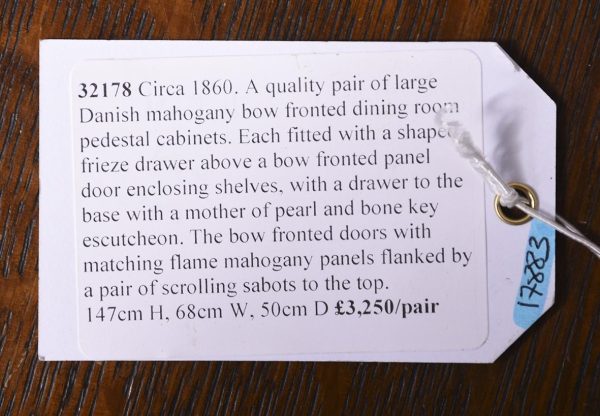 32178 Circa 1860. A quality pair of large
Danish mahogany bow fronted dining room
pedestal cabinets. Each fitted with a shaped
frieze drawer above a bow fronted panel
door enclosing shelves, with a drawer to the
base with a mother of pearl and bone key
escutcheon. The bow fronted doors with
matching flame mahogany panels flanked by
a pair of scrolling sabots to the top.
147cm H, 68cm W, 50cm D £3,250/pair
17883